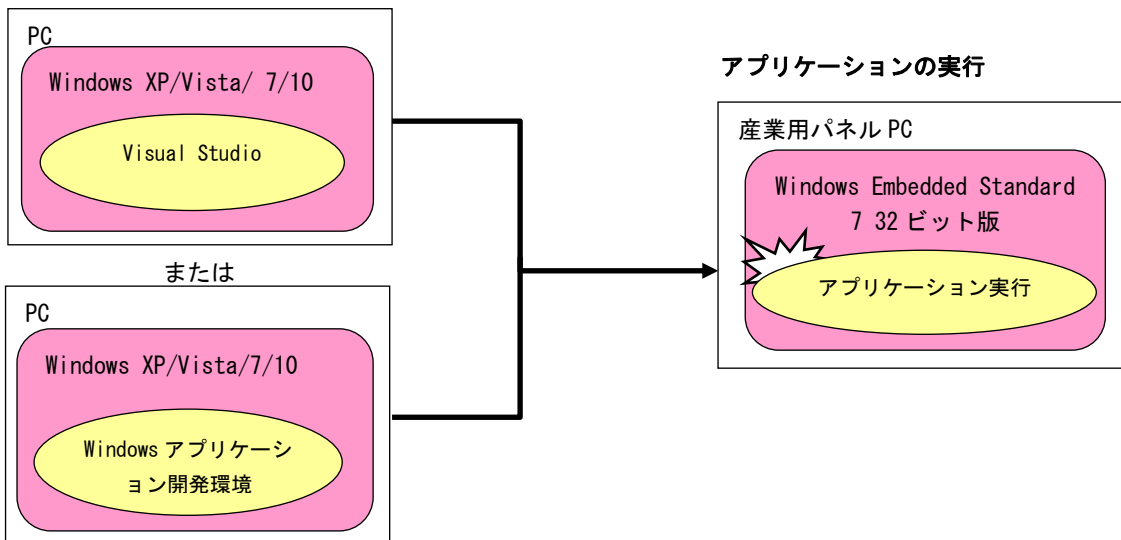 PC
Windows XP/Vista/ 7/10
Visual Studio
または
PC
Windows XP/Vista/7/10
Windows アプリケーシ
ョン開発環境
アプリケーションの実行
産業用パネル PC
Windows Embedded Standard
7 32 ビット版
アプリケーション実行